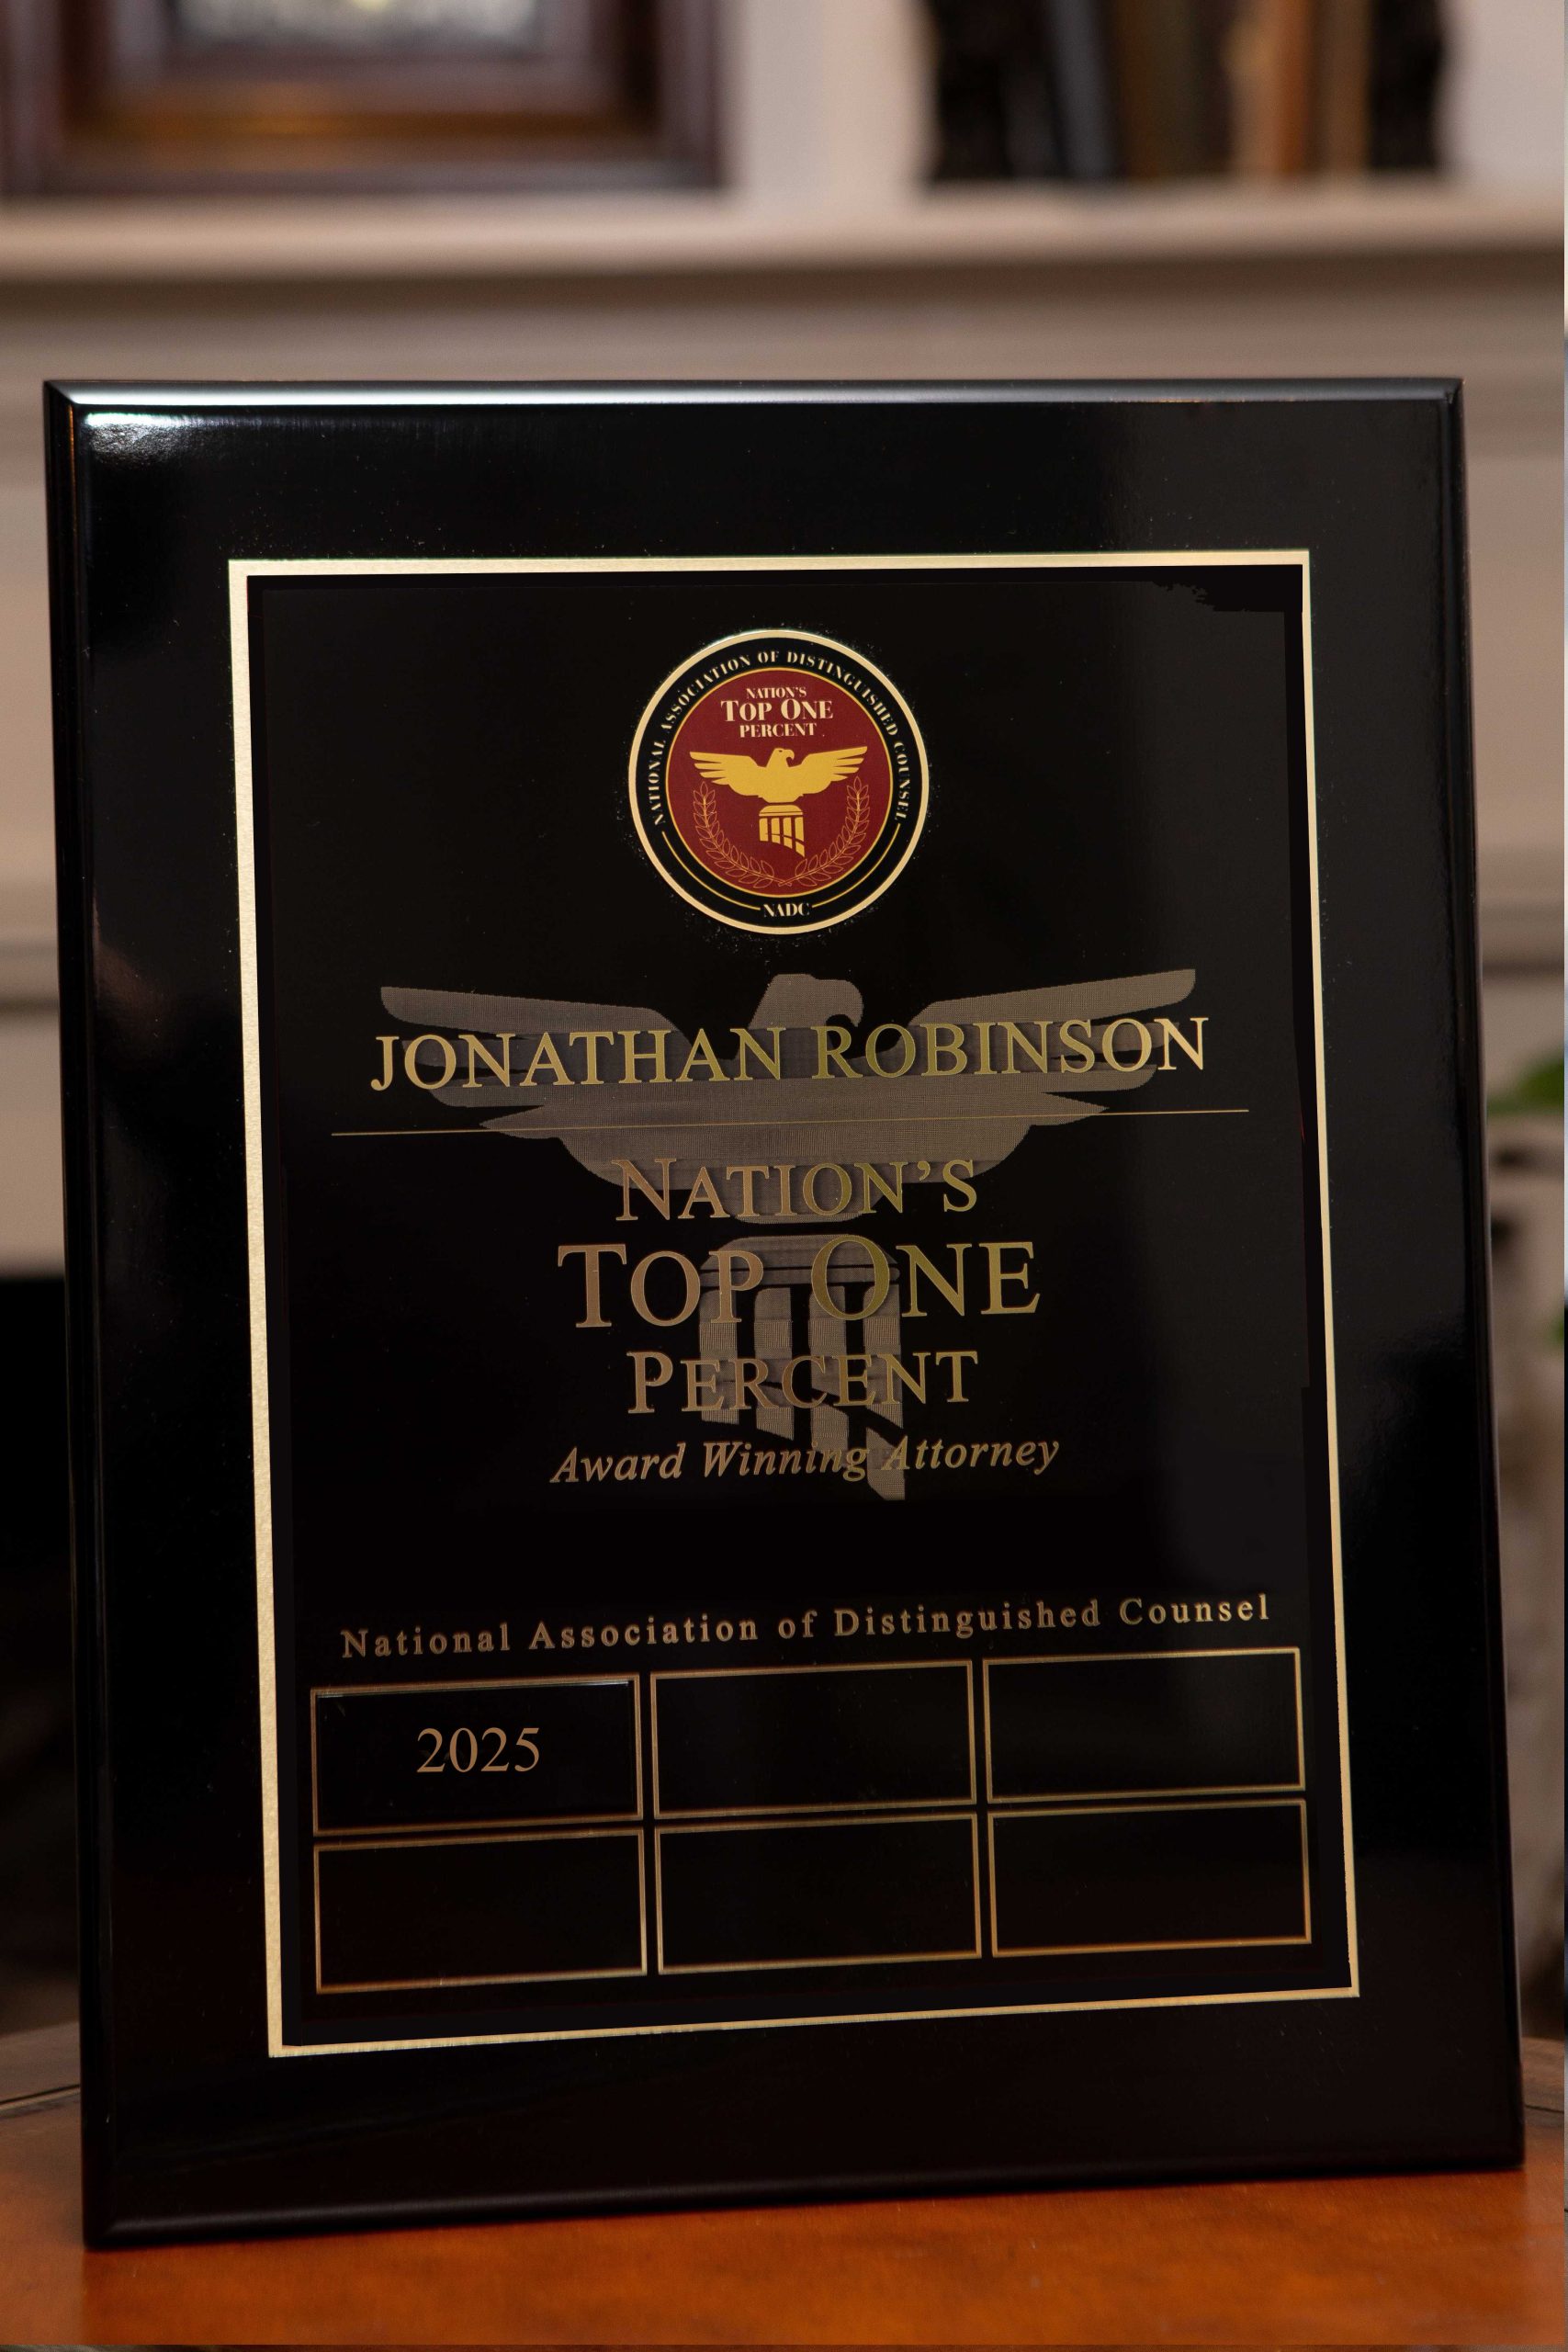 NATIONAL ASSOCIATION OF DISTINGUISHED COUNSEL
NATION'S
TOP ONE
PERCENT
NADC
JONATHAN ROBINSON
NATION'S
TOP ONE
PERCENT
Award Winning Attorney
National Association of Distinguished Counsel
2025